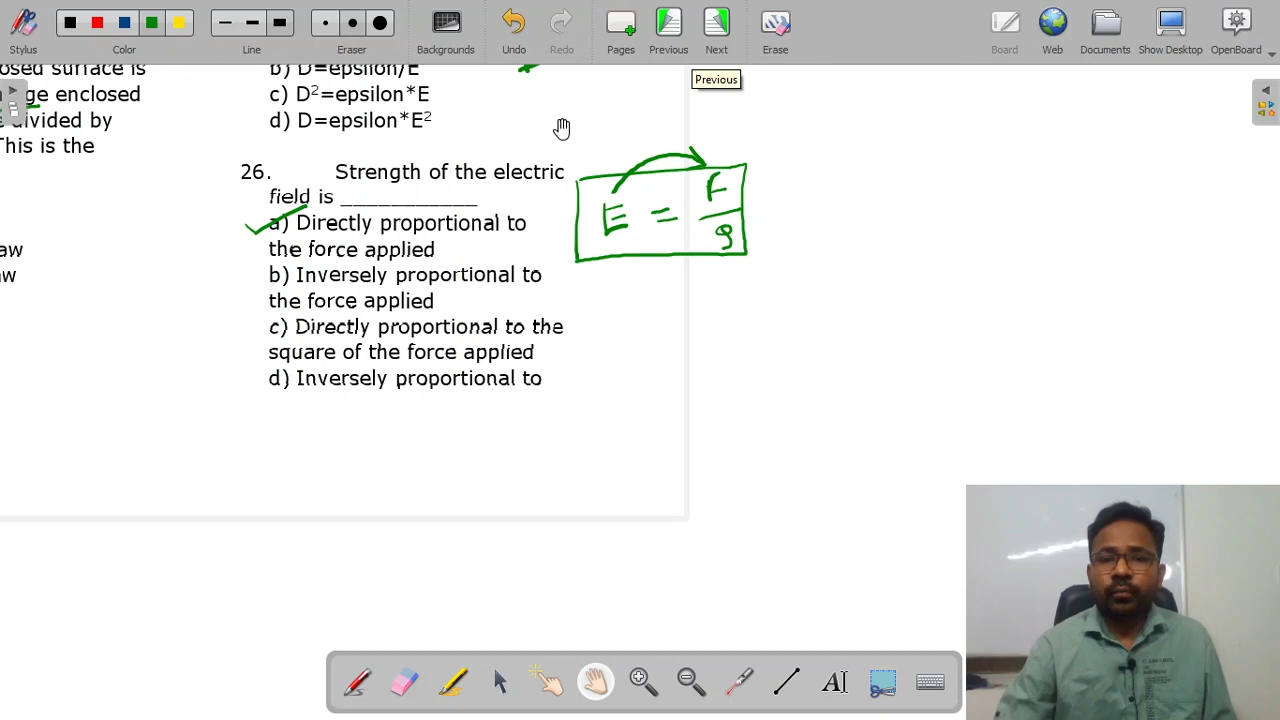 Stylus
Color
Line
Eraser
Backgrounds
Undo
Redo
Pages
Previous
Next
Erase
Board
Web
Documents
Show Desktop
OpenBoard
Previous
osed surface is
ge enclosed
divided by
This is the
aw
aw
b) D=epsilon/E
c) D²=epsilon*E
d) D=epsilon*E²
26. Strength of the electric
field is ___________
a) Directly proportional to
the force applied
b) Inversely proportional to
the force applied
c) Directly proportional to the
square of the force applied
d) Inversely proportional to
E = F/q
AI